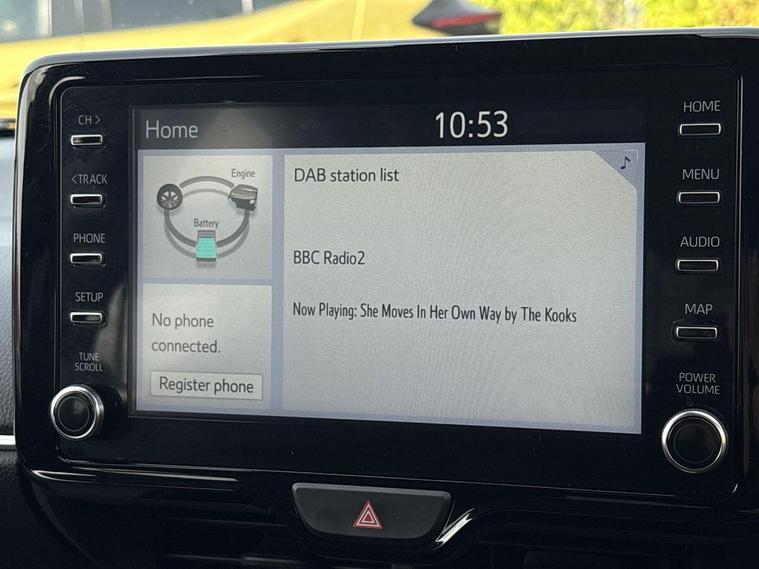 CH >
< TRACK
PHONE
SETUP
TUNE
SCROLL
Home
10:53
Engine
Battery
No phone
connected.
Register phone
DAB station list
BBC Radio2
Now Playing: She Moves In Her Own Way by The Kooks
HOME
MENU
AUDIO
MAP
POWER
VOLUME